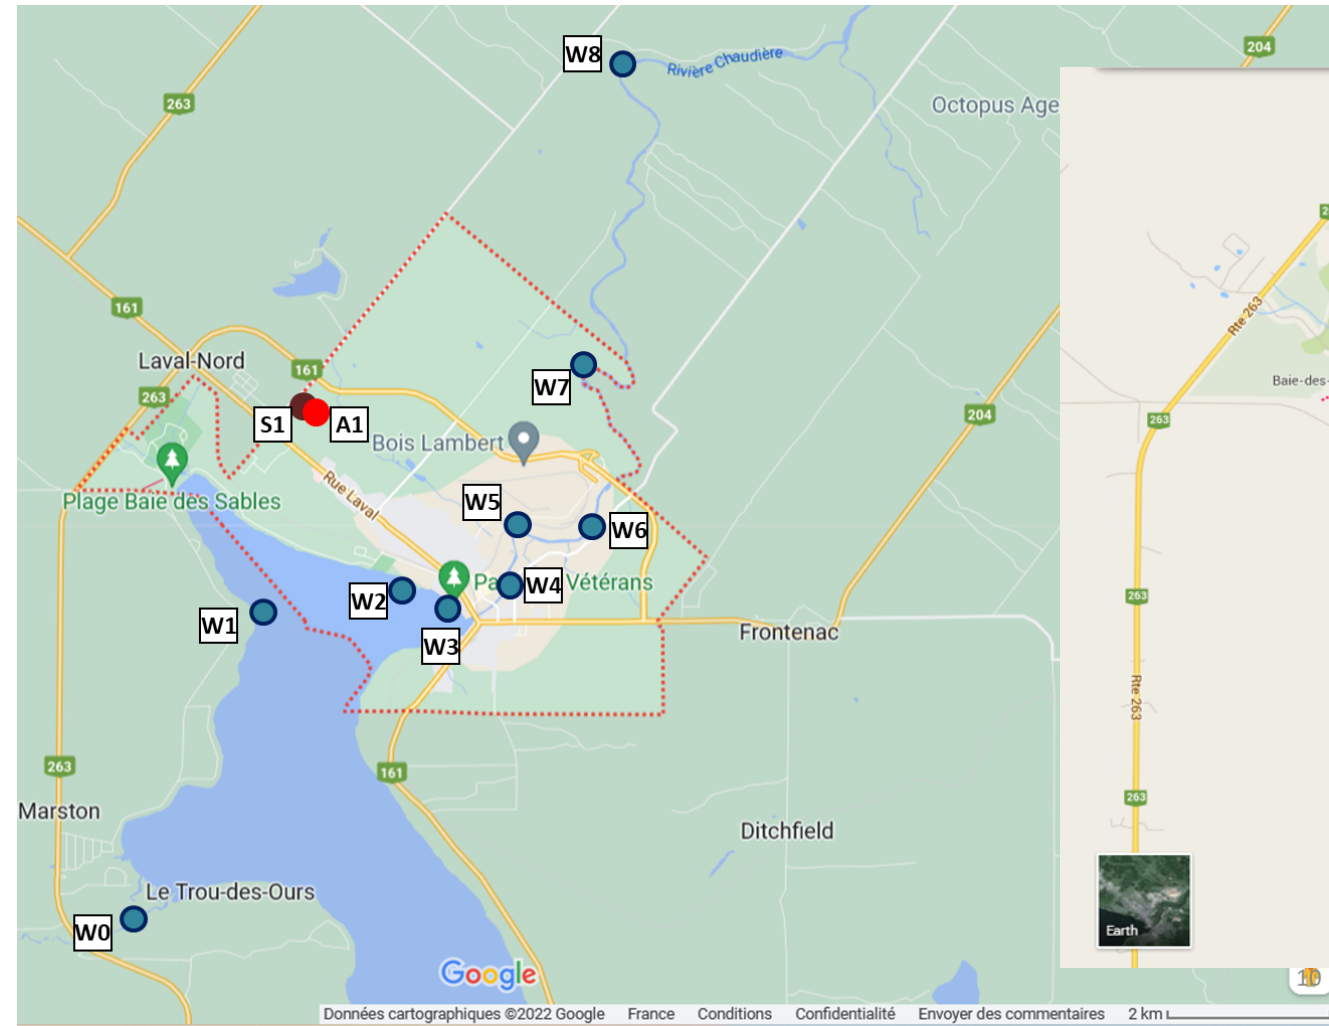 W8
Rivière Chaudière
204
263
Octopus Age
2
Rte 263
161
Laval-Nord
161
Baie-des-
263
263
S1
A1
W7
204
Bois Lambert
Plage Baie des Sables
Rue Laval
W5
W6
Pa
W4
Vétérans
W2
263
W1
W3
Frontenac
Rte 263
263
161
263
Marston
Ditchfield
Le Trou-des-Ours
W0
Earth
Google
10
Données cartographiques ©2022 Google France Conditions Confidentialité Envoyer des commentaires 2 km